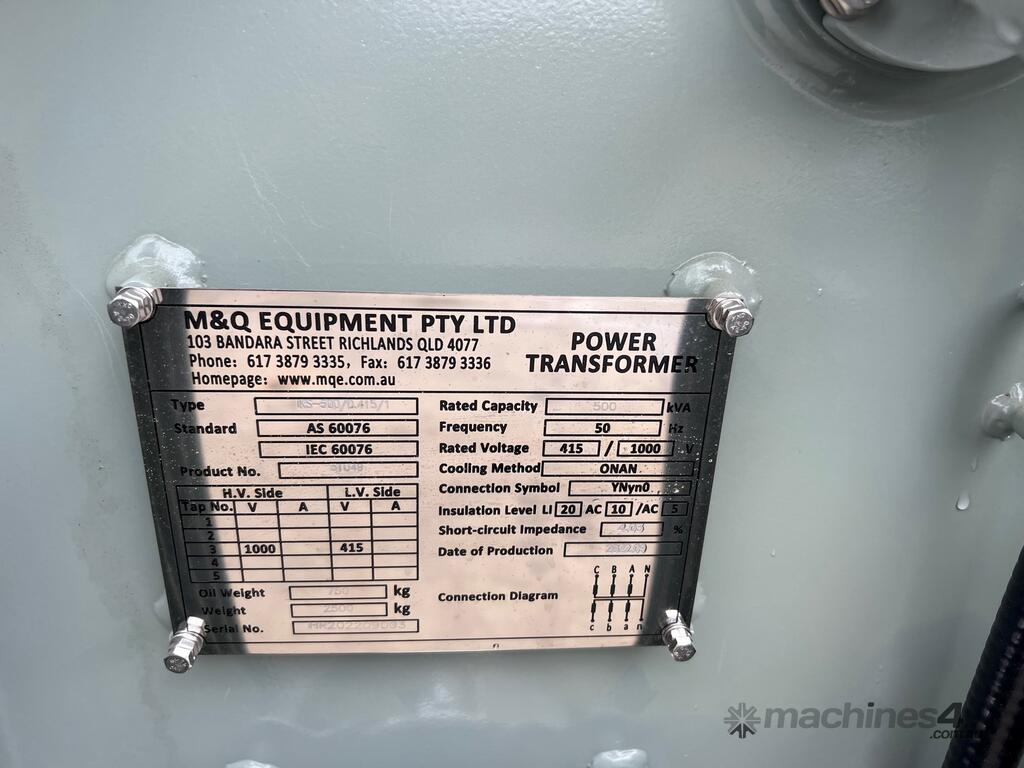 M&Q EQUIPMENT PTY LTD
103 BANDARA STREET RICHLANDS QLD 4077
Phone: 617 3879 3335, Fax: 617 3879 3336
Homepage: www.mqe.com.au
POWER
TRANSFORMER
Type
Standard AS 60076
IEC 60076
Product No.
H.V. Side L.V. Side
Tap No. V A V A
1
2
3 1000 415
4
5
Oil Weight 750 kg
Weight 2500 kg
Serial No.
Rated Capacity 500 kVA
Frequency 50 Hz
Rated Voltage 415 / 1000 V
Cooling Method ONAN
Connection Symbol YNyn0
Insulation Level LI 20 AC 10 /AC 5
Short-circuit Impedance %
Date of Production
Connection Diagram
C B A N
c b a n
machines4
.com.au